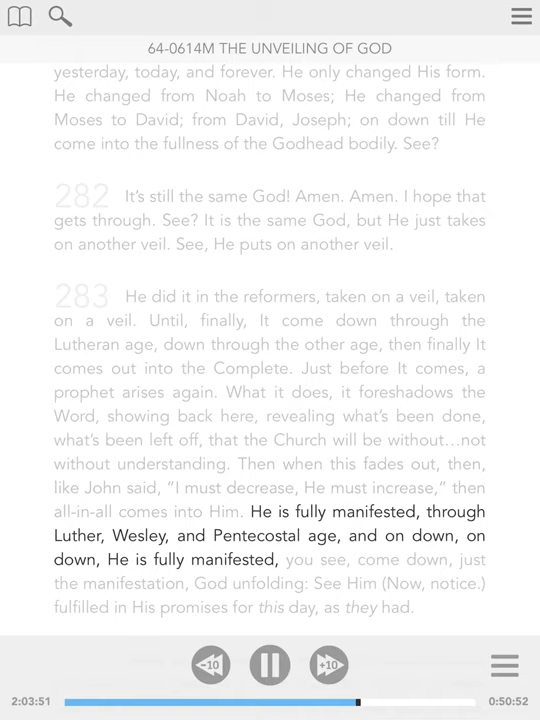 64-0614M THE UNVEILING OF GOD
yesterday, today, and forever. He only changed His form.
He changed from Noah to Moses; He changed from
Moses to David; from David, Joseph; on down till He
come into the fullness of the Godhead bodily. See?
282 It's still the same God! Amen. Amen. I hope that
gets through. See? It is the same God, but He just takes
on another veil. See, He puts on another veil.
283 He did it in the reformers, taken on a veil, taken
on a veil. Until, finally, It come down through the
Lutheran age, down through the other age, then finally It
comes out into the Complete. Just before It comes, a
prophet arises again. What it does, it foreshadows the
Word, showing back here, revealing what's been done,
what's been left off, that the Church will be without…not
without understanding. Then when this fades out, then,
like John said, "I must decrease, He must increase," then
all-in-all comes into Him. He is fully manifested, through
Luther, Wesley, and Pentecostal age, and on down, on
down, He is fully manifested, you see, come down, just
the manifestation, God unfolding: See Him (Now, notice.)
fulfilled in His promises for this day, as they had.
-10 +10
2:03:51 0:50:52